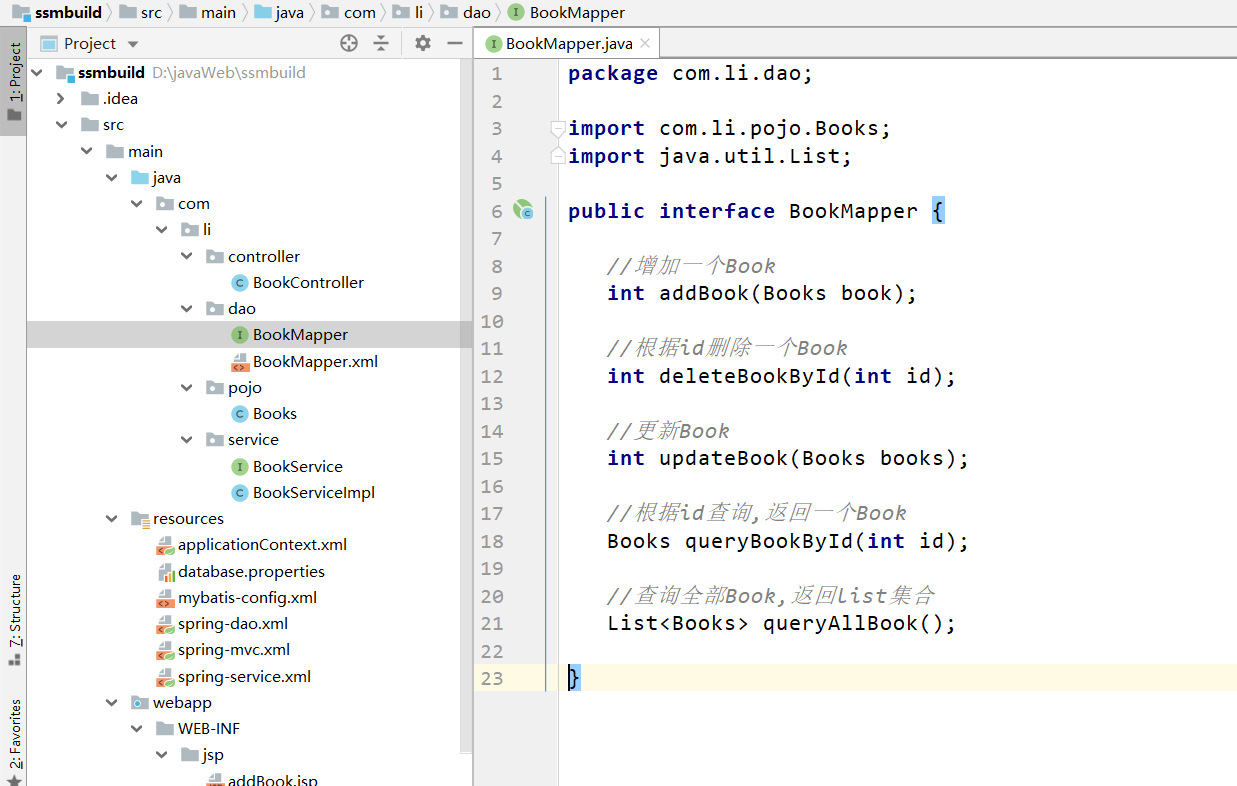 ssmbuild src main java com li dao BookMapper
1: Project
Project
ssmbuild D:\javaWeb\ssmbuild
.idea
src
main
java
com
li
controller
BookController
dao
BookMapper
BookMapper.xml
pojo
Books
service
BookService
BookServiceImpl
resources
applicationContext.xml
database.properties
mybatis-config.xml
spring-dao.xml
spring-mvc.xml
spring-service.xml
webapp
WEB-INF
jsp
addBook.jsp
7: Structure
2: Favorites
BookMapper.java
1 package com.li.dao;
2
3 import com.li.pojo.Books;
4 import java.util.List;
5
6 public interface BookMapper {
7
8 //增加一个Book
9 int addBook(Books book);
10
11 //根据id删除一个Book
12 int deleteBookById(int id);
13
14 //更新Book
15 int updateBook(Books books);
16
17 //根据id查询,返回一个Book
18 Books queryBookById(int id);
19
20 //查询全部Book,返回list集合
21 List<Books> queryAllBook();
22
23 }